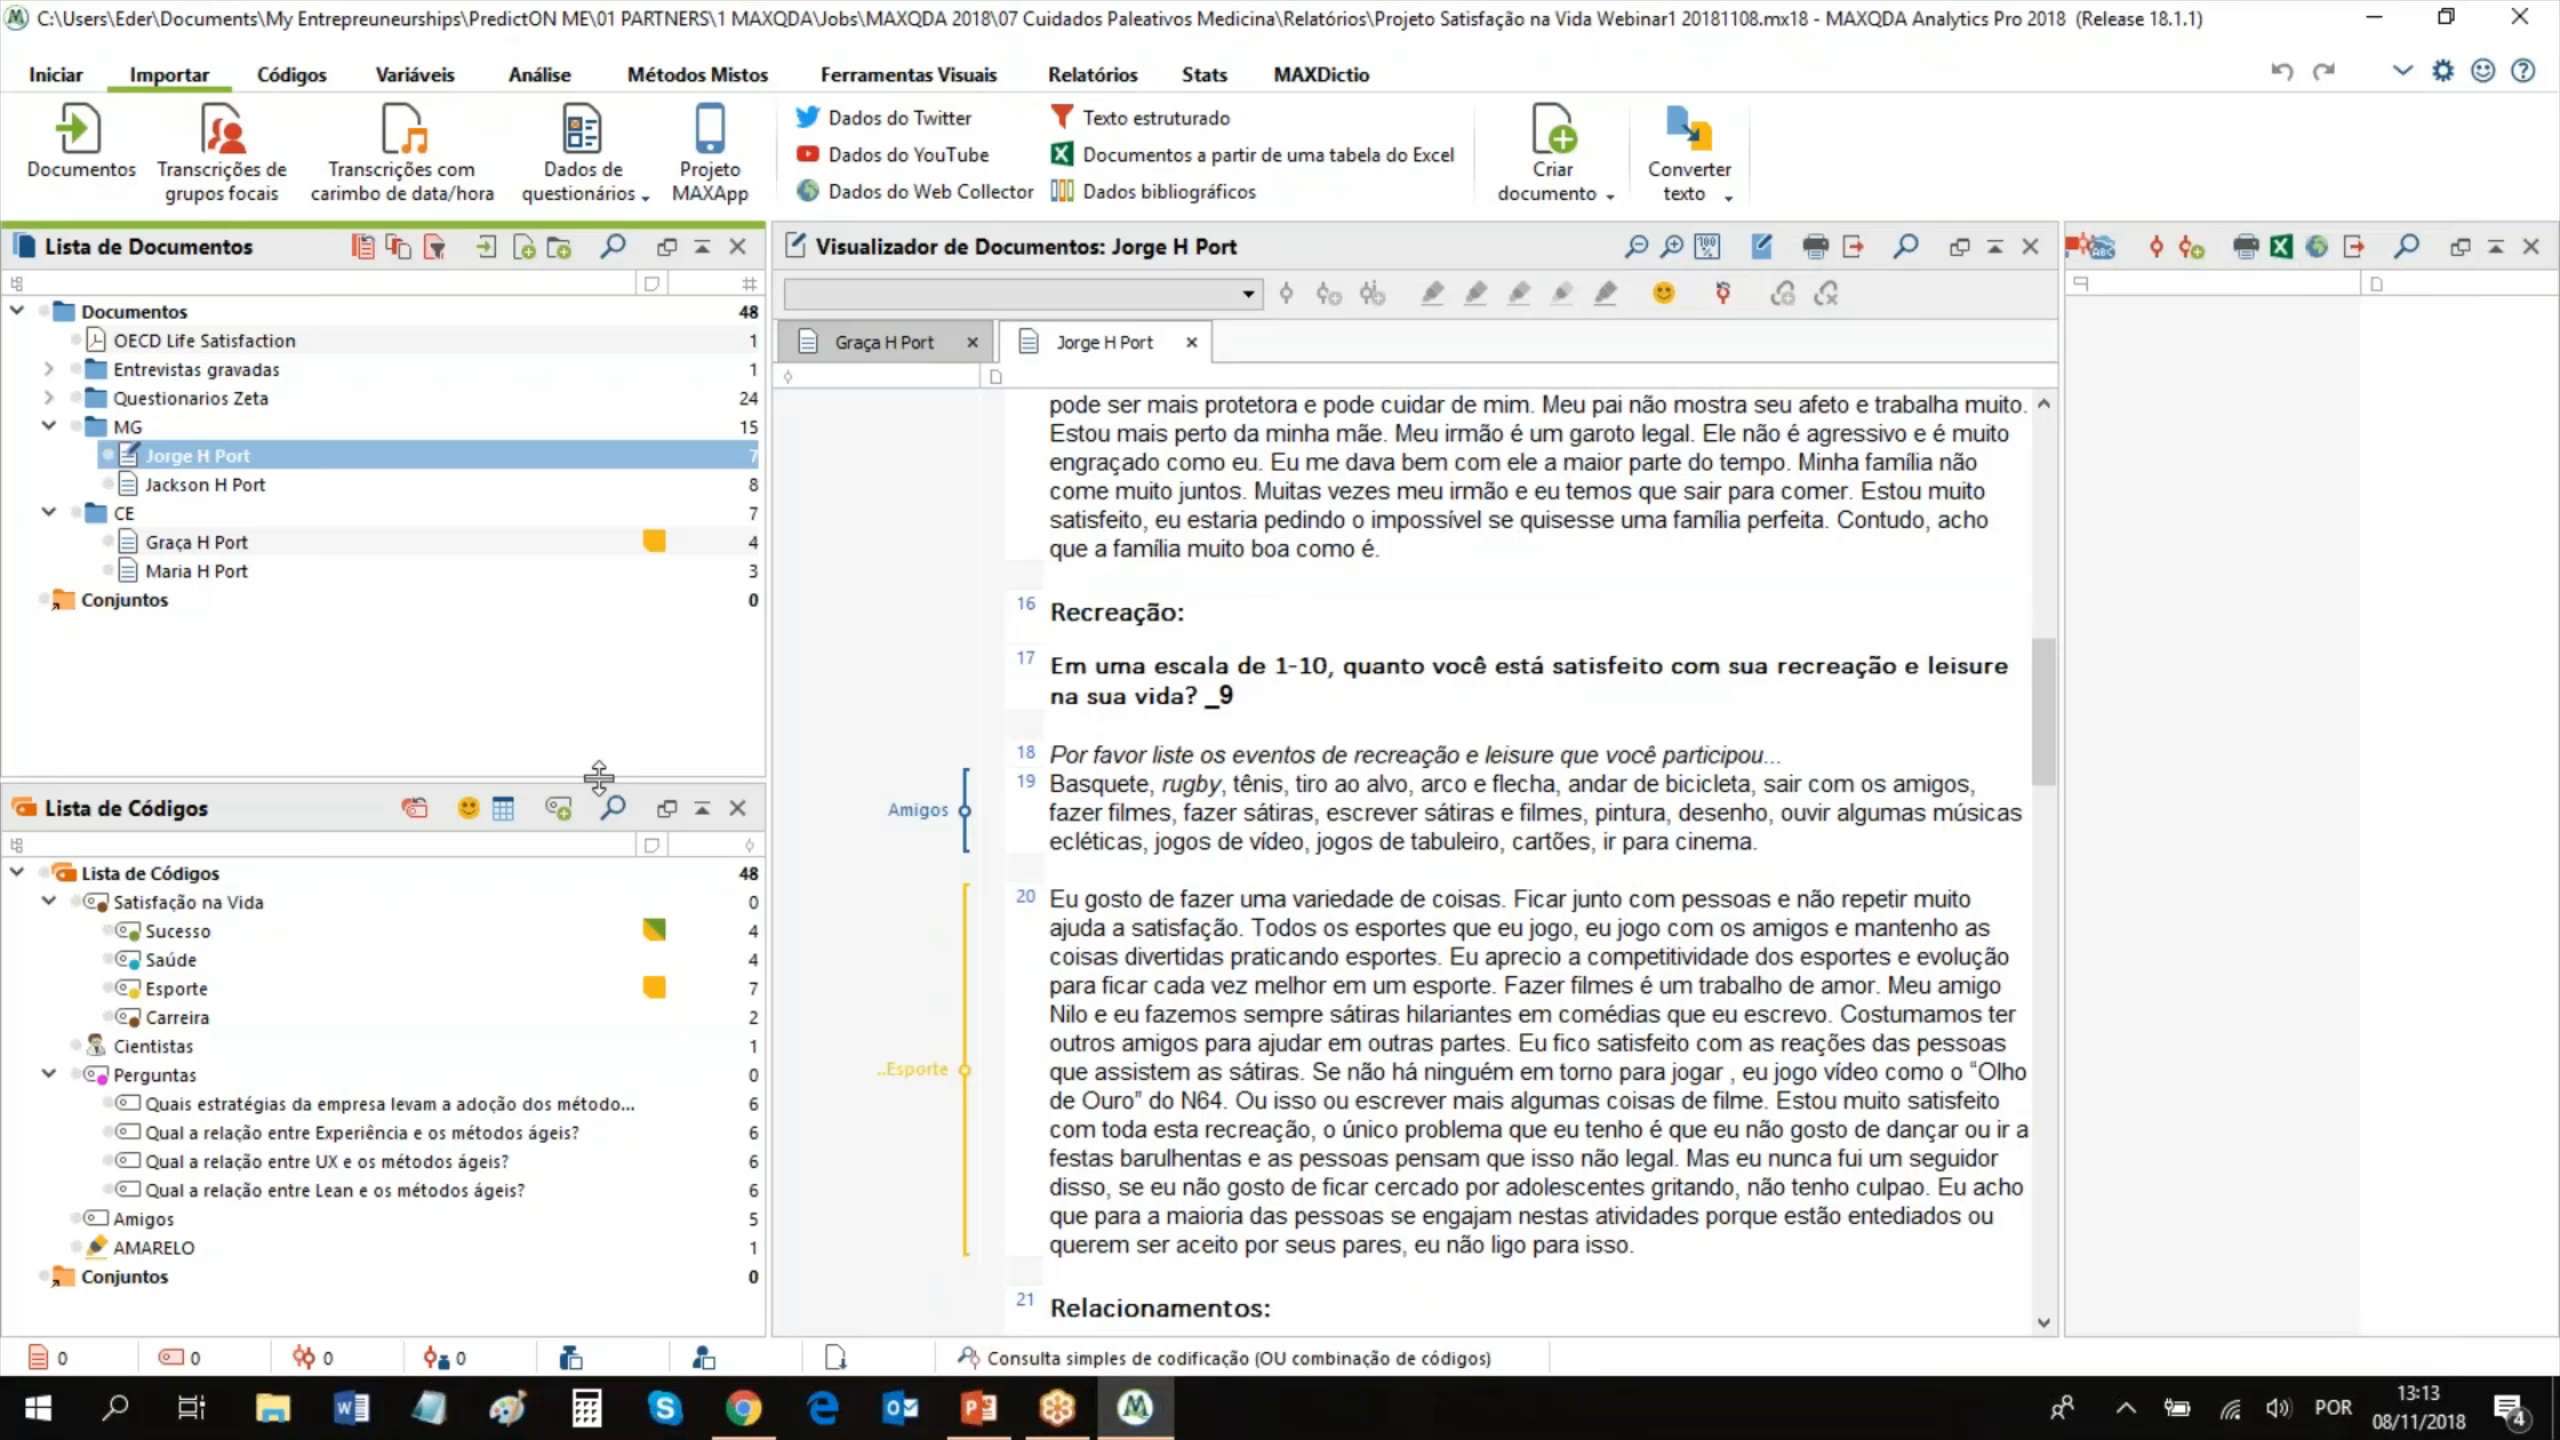 C:\Users\Eder\Documents\My Entrepreuneurships\PredictON ME\01 PARTNERS\1 MAXQDA\Jobs\MAXQDA 2018\07 Cuidados Paleativos Medicina\Relatórios\Projeto Satisfação na Vida Webinar1 20181108.mx18 - MAXQDA Analytics Pro 2018 (Release 18.1.1)
Iniciar Importar Códigos Variáveis Análise Métodos Mistos Ferramentas Visuais Relatórios Stats MAXDictio
Documentos
Transcrições de
grupos focais
Transcrições com
carimbo de data/hora
Dados de
questionários
Projeto
MAXApp
Dados do Twitter
Dados do YouTube
Dados do Web Collector
Texto estruturado
Documentos a partir de uma tabela do Excel
Dados bibliográficos
Criar
documento
Converter
texto
Lista de Documentos
Documentos 48
OECD Life Satisfaction 1
Entrevistas gravadas 1
Questionarios Zeta 24
MG 15
Jorge H Port 7
Jackson H Port 8
CE 7
Graça H Port 4
Maria H Port 3
Conjuntos 0
Lista de Códigos
Lista de Códigos 48
Satisfação na Vida 0
Sucesso 4
Saúde 4
Esporte 7
Carreira 2
Cientistas 1
Perguntas 0
Quais estratégias da empresa levam a adoção dos método... 6
Qual a relação entre Experiência e os métodos ágeis? 6
Qual a relação entre UX e os métodos ágeis? 6
Qual a relação entre Lean e os métodos ágeis? 6
Amigos 5
AMARELO 1
Conjuntos 0
Visualizador de Documentos: Jorge H Port
100 %
Graça H Port
Jorge H Port
pode ser mais protetora e pode cuidar de mim. Meu pai não mostra seu afeto e trabalha muito.
Estou mais perto da minha mãe. Meu irmão é um garoto legal. Ele não é agressivo e é muito
engraçado como eu. Eu me dava bem com ele a maior parte do tempo. Minha família não
come muito juntos. Muitas vezes meu irmão e eu temos que sair para comer. Estou muito
satisfeito, eu estaria pedindo o impossível se quisesse uma família perfeita. Contudo, acho
que a família muito boa como é.
16 Recreação:
17 Em uma escala de 1-10, quanto você está satisfeito com sua recreação e leisure
na sua vida? _9
18 Por favor liste os eventos de recreação e leisure que você participou...
19 Basquete, rugby, tênis, tiro ao alvo, arco e flecha, andar de bicicleta, sair com os amigos,
Amigos
fazer filmes, fazer sátiras, escrever sátiras e filmes, pintura, desenho, ouvir algumas músicas
ecléticas, jogos de vídeo, jogos de tabuleiro, cartões, ir para cinema.
20 Eu gosto de fazer uma variedade de coisas. Ficar junto com pessoas e não repetir muito
ajuda a satisfação. Todos os esportes que eu jogo, eu jogo com os amigos e mantenho as
coisas divertidas praticando esportes. Eu aprecio a competitividade dos esportes e evolução
para ficar cada vez melhor em um esporte. Fazer filmes é um trabalho de amor. Meu amigo
Nilo e eu fazemos sempre sátiras hilariantes em comédias que eu escrevo. Costumamos ter
outros amigos para ajudar em outras partes. Eu fico satisfeito com as reações das pessoas
..Esporte
que assistem as sátiras. Se não há ninguém em torno para jogar , eu jogo vídeo como o “Olho
de Ouro” do N64. Ou isso ou escrever mais algumas coisas de filme. Estou muito satisfeito
com toda esta recreação, o único problema que eu tenho é que eu não gosto de dançar ou ir a
festas barulhentas e as pessoas pensam que isso não legal. Mas eu nunca fui um seguidor
disso, se eu não gosto de ficar cercado por adolescentes gritando, não tenho culpao. Eu acho
que para a maioria das pessoas se engajam nestas atividades porque estão entediados ou
querem ser aceito por seus pares, eu não ligo para isso.
21 Relacionamentos:
0 0 0 0 Consulta simples de codificação (OU combinação de códigos)
POR
13:13
08/11/2018
4